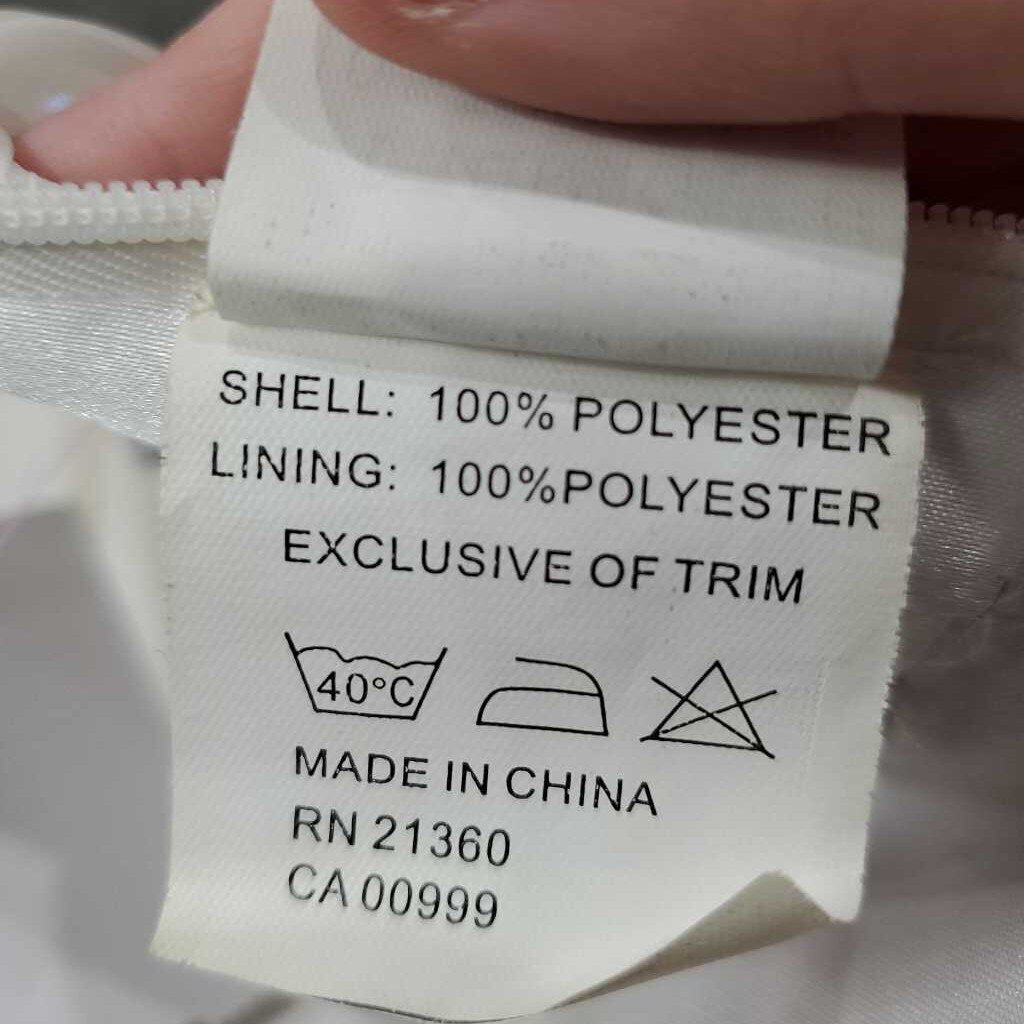 SHELL: 100% POLYESTER
LINING: 100%POLYESTER
EXCLUSIVE OF TRIM
40°C
MADE IN CHINA
RN 21360
CA 00999